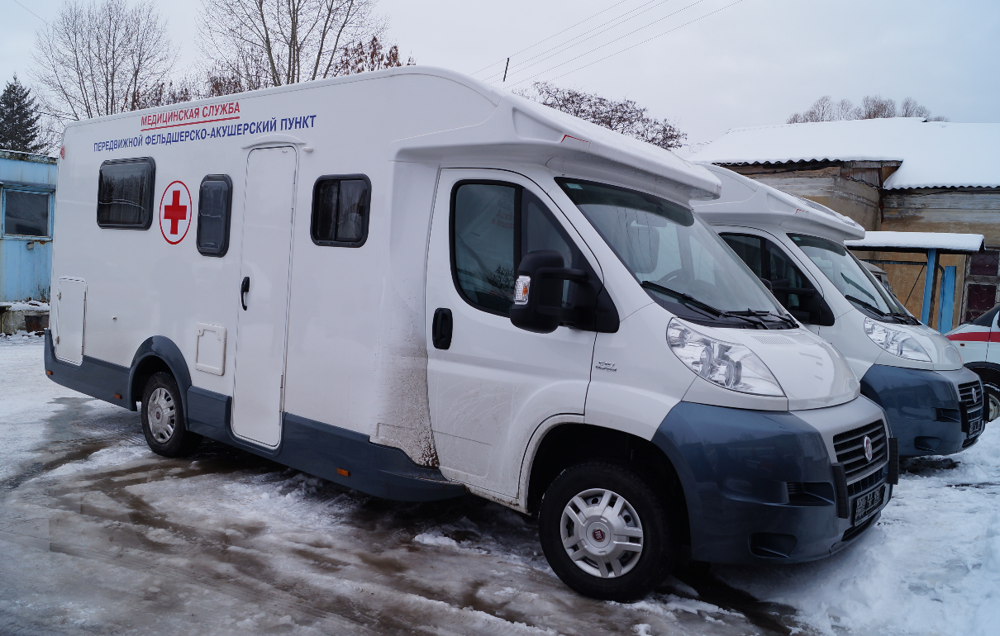 МЕДИЦИНСКАЯ СЛУЖБА
ПЕРЕДВИЖНОЙ ФЕЛЬДШЕРСКО-АКУШЕРСКИЙ ПУНКТ